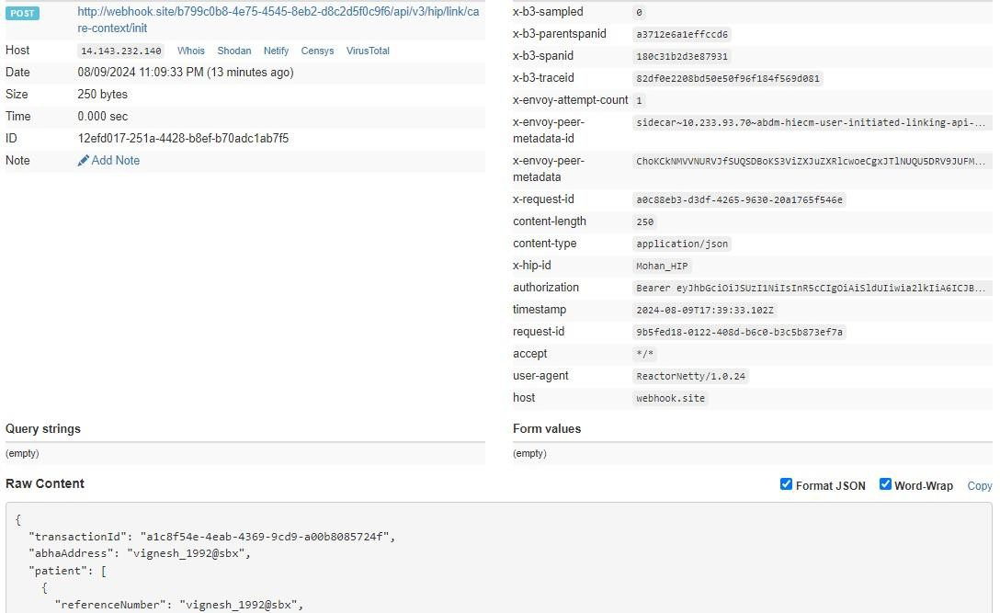 POST
http://webhook.site/b799c0b8-4e75-4545-8eb2-d8c2d5f0c9f6/api/v3/hip/link/ca
re-context/init
Host 14.143.232.140 Whois Shodan Netify Censys VirusTotal
Date 08/09/2024 11:09:33 PM (13 minutes ago)
Size 250 bytes
Time 0.000 sec
ID 12efd017-251a-4428-b8ef-b70adc1ab7f5
Note Add Note
x-b3-sampled 0
x-b3-parentspanid a3712e6a1effccd6
x-b3-spanid 180c31b2d3e87931
x-b3-traceid 82df0e2208bd50e50f96f184f569d081
x-envoy-attempt-count 1
x-envoy-peer-
metadata-id sidecar~10.233.93.70~abdm-hiecm-user-initiated-linking-api-...
x-envoy-peer-
metadata ChoKCkNMVVNURVJfSUQSDBoKS3ViZXJuZXRlcwoeCgxJTlNUQU5DRV9JUFM...
x-request-id a0c88eb3-d3df-4265-9630-20a1765f546e
content-length 250
content-type application/json
x-hip-id Mohan_HIP
authorization Bearer eyJhbGciOiJSUzI1NiIsInR5cCIgOiAiSldUIiwia2lkIiA6ICJB...
timestamp 2024-08-09T17:39:33.102Z
request-id 9b5fed18-0122-408d-b6c0-b3c5b873ef7a
accept */*
user-agent ReactorNetty/1.0.24
host webhook.site
Query strings
(empty)
Form values
(empty)
Raw Content
Format JSON Word-Wrap Copy
{
"transactionId": "a1c8f54e-4eab-4369-9cd9-a00b8085724f",
"abhaAddress": "vignesh_1992@sbx",
"patient": [
{
"referenceNumber": "vignesh_1992@sbx",